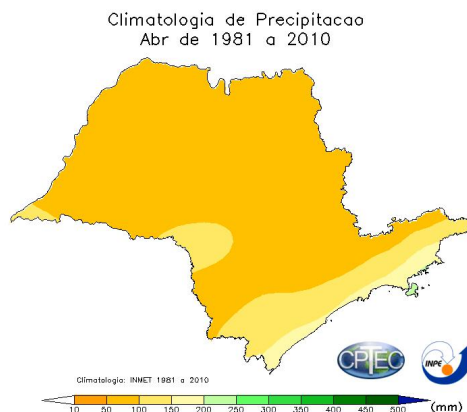 Climatologia de Precipitacao
Abr de 1981 a 2010
CPTEC
INPE
Climatologia: INMET 1981 a 2010
10 50 100 150 200 250 300 350 400 450 500 (mm)